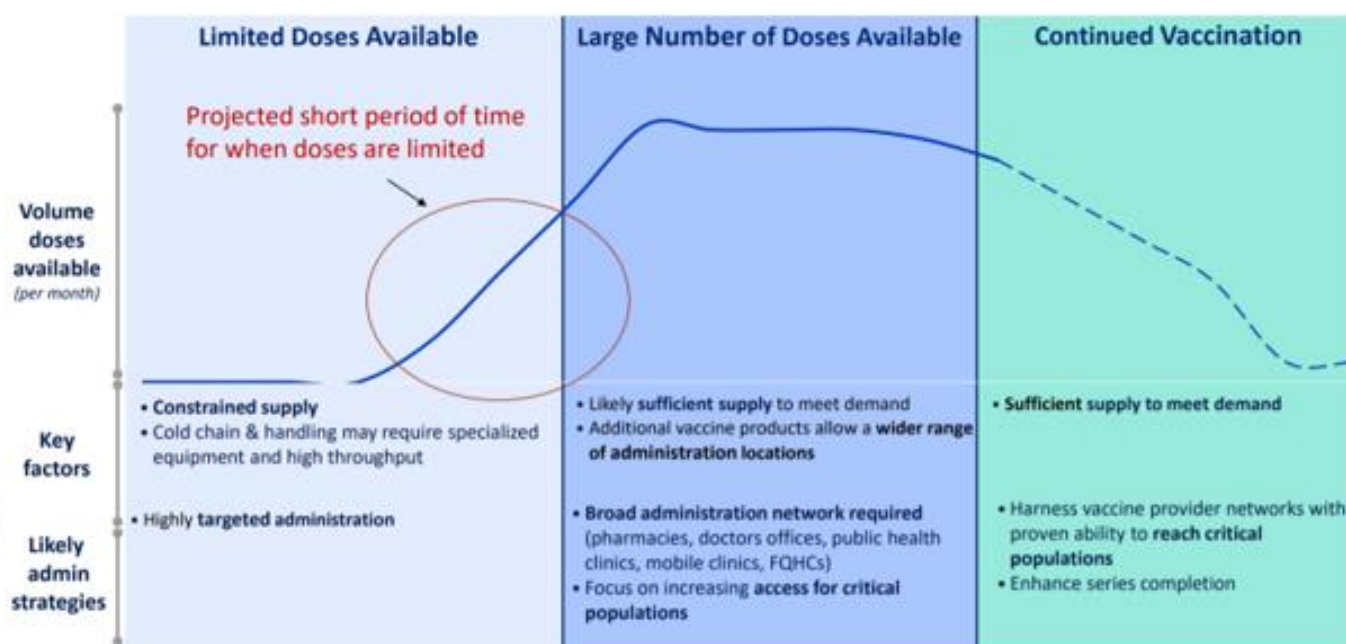 Limited Doses Available
Large Number of Doses Available
Continued Vaccination
Projected short period of time
for when doses are limited
Volume
doses
available
(per month)
Key
factors
• Constrained supply
• Cold chain & handling may require specialized
equipment and high throughput
• Likely sufficient supply to meet demand
• Additional vaccine products allow a wider range
of administration locations
• Sufficient supply to meet demand
Likely
admin
strategies
• Highly targeted administration
• Broad administration network required
(pharmacies, doctors offices, public health
clinics, mobile clinics, FQHCs)
• Focus on increasing access for critical
populations
• Harness vaccine provider networks with
proven ability to reach critical
populations
• Enhance series completion